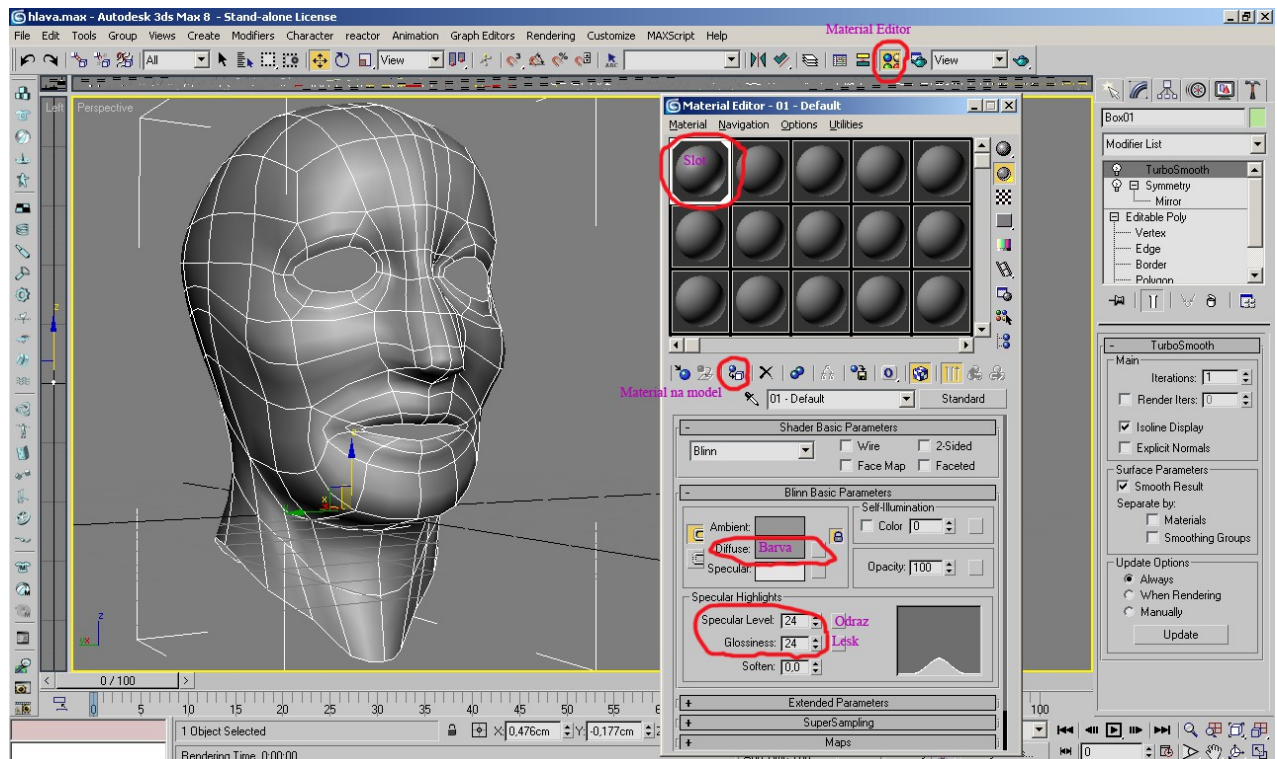 hlava.max - Autodesk 3ds Max 8 - Stand-alone License
File Edit Tools Group Views Create Modifiers Character reactor Animation Graph Editors Rendering Customize MAXScript Help
Material Editor
All View View
Left Perspective
Material Editor - 01 - Default
Material Navigation Options Utilities
Slot
Material na model
01 - Default Standard
Shader Basic Parameters
Blinn Wire 2-Sided
Face Map Faceted
Blinn Basic Parameters
Self-Illumination
Ambient: Color 0
Diffuse: Barva
Specular: Opacity: 100
Specular Highlights
Specular Level: 24 Odraz
Glossiness: 24 Lesk
Soften: 0,0
Extended Parameters
SuperSampling
Maps
Box01
Modifier List
TurboSmooth
Symmetry
Mirror
Editable Poly
Vertex
Edge
Border
Polygon
TurboSmooth
Main
Iterations: 1
Render Iters: 0
Isoline Display
Explicit Normals
Surface Parameters
Smooth Result
Separate by:
Materials
Smoothing Groups
Update Options
Always
When Rendering
Manually
Update
z
x
z
yx
0 / 100
0 5 10 15 20 25 30 35 40 45 50 55 100
1 Object Selected X: 0,476cm Y: -0,177cm
Rendering Time 0:00:00 0